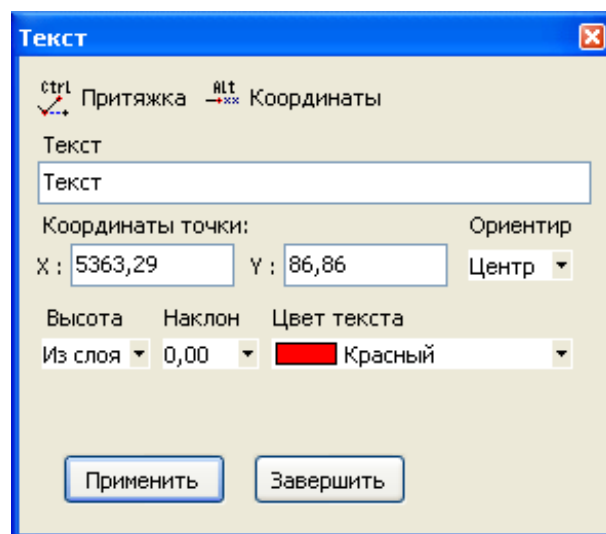 Текст
Ctrl Притяжка Alt xx Координаты
Текст
Текст
Координаты точки: Ориентир
X : 5363,29 Y : 86,86 Центр
Высота Наклон Цвет текста
Из слоя 0,00 Красный
Применить Завершить